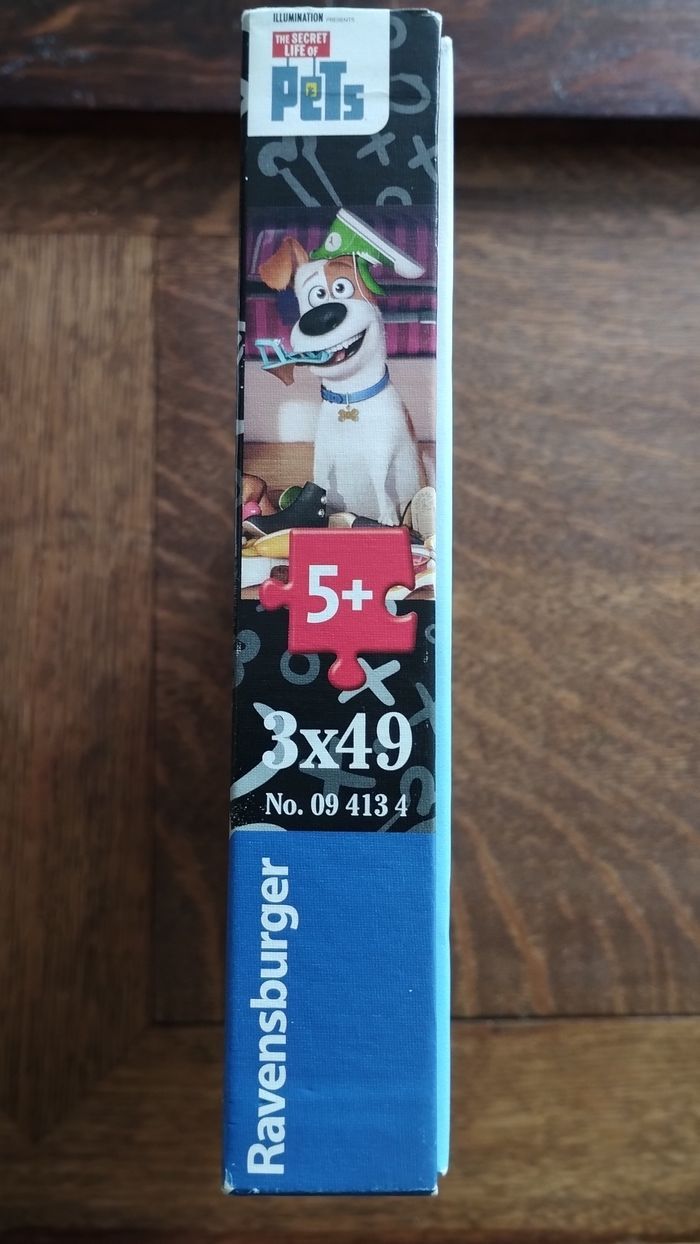 ILLUMINATION PRESENTS
THE SECRET
LIFE OF
PeTs
5+
3x49
No. 09 413 4
Ravensburger